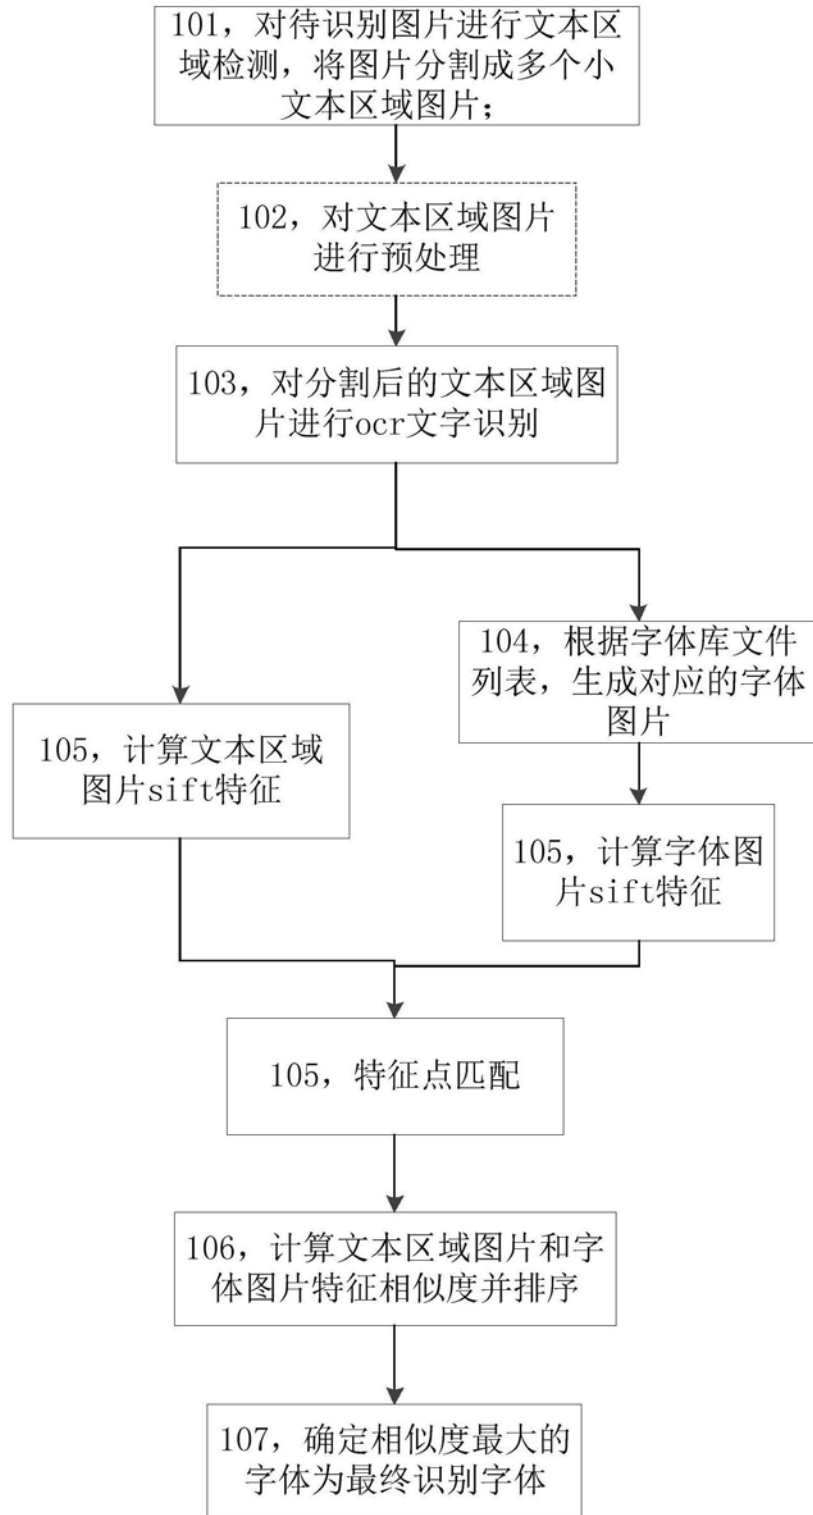 101，对待识别图片进行文本区
域检测，将图片分割成多个小
文本区域图片；
102，对文本区域图片
进行预处理
103，对分割后的文本区域图
片进行ocr文字识别
104，根据字体库文件
列表，生成对应的字体
图片
105，计算文本区域
图片sift特征
105，计算字体图
片sift特征
105，特征点匹配
106，计算文本区域图片和字
体图片特征相似度并排序
107，确定相似度最大的
字体为最终识别字体